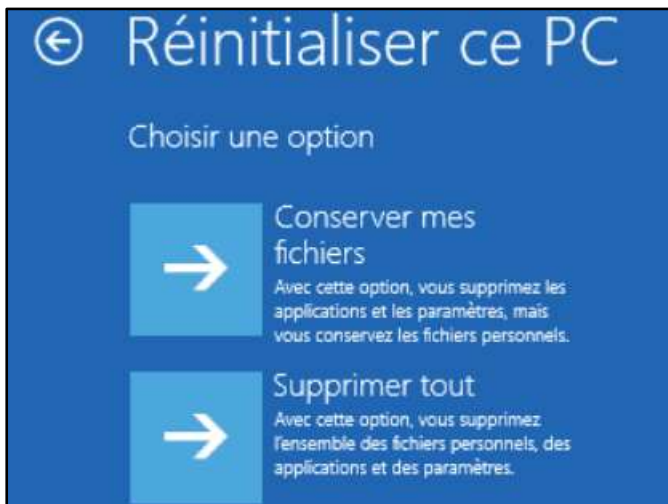 Réinitialiser ce PC
Choisir une option
Conserver mes
fichiers
Avec cette option, vous supprimez les
applications et les paramètres, mais
vous conservez les fichiers personnels.
Supprimer tout
Avec cette option, vous supprimez
l'ensemble des fichiers personnels, des
applications et des paramètres.